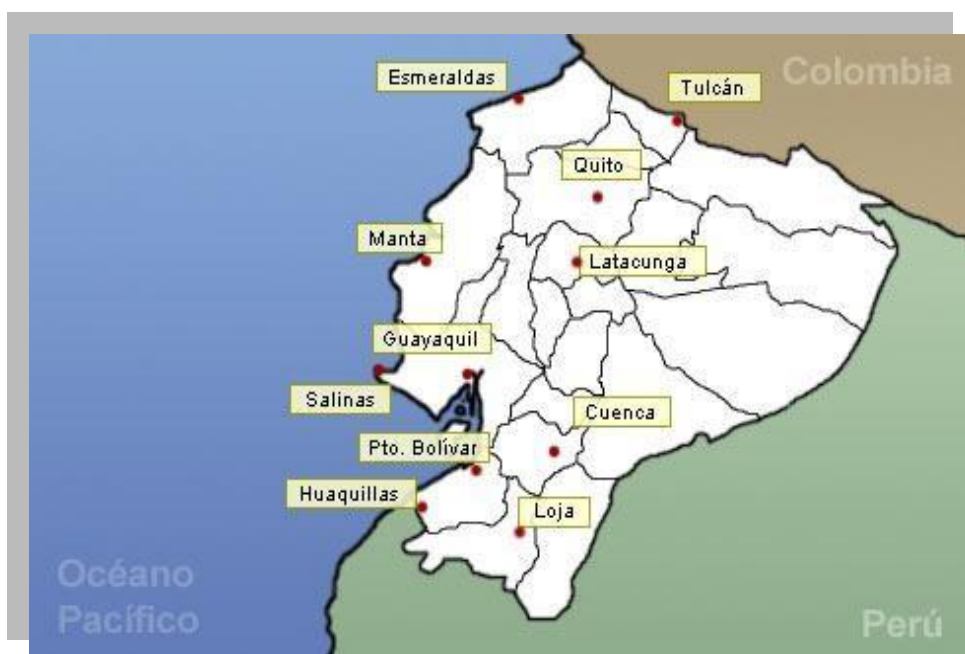 Colombia
Esmeraldas
Tulcán
Quito
Manta
Latacunga
Guayaquil
Salinas
Cuenca
Pto. Bolívar
Huaquillas
Loja
Océano
Pacífico
Perú